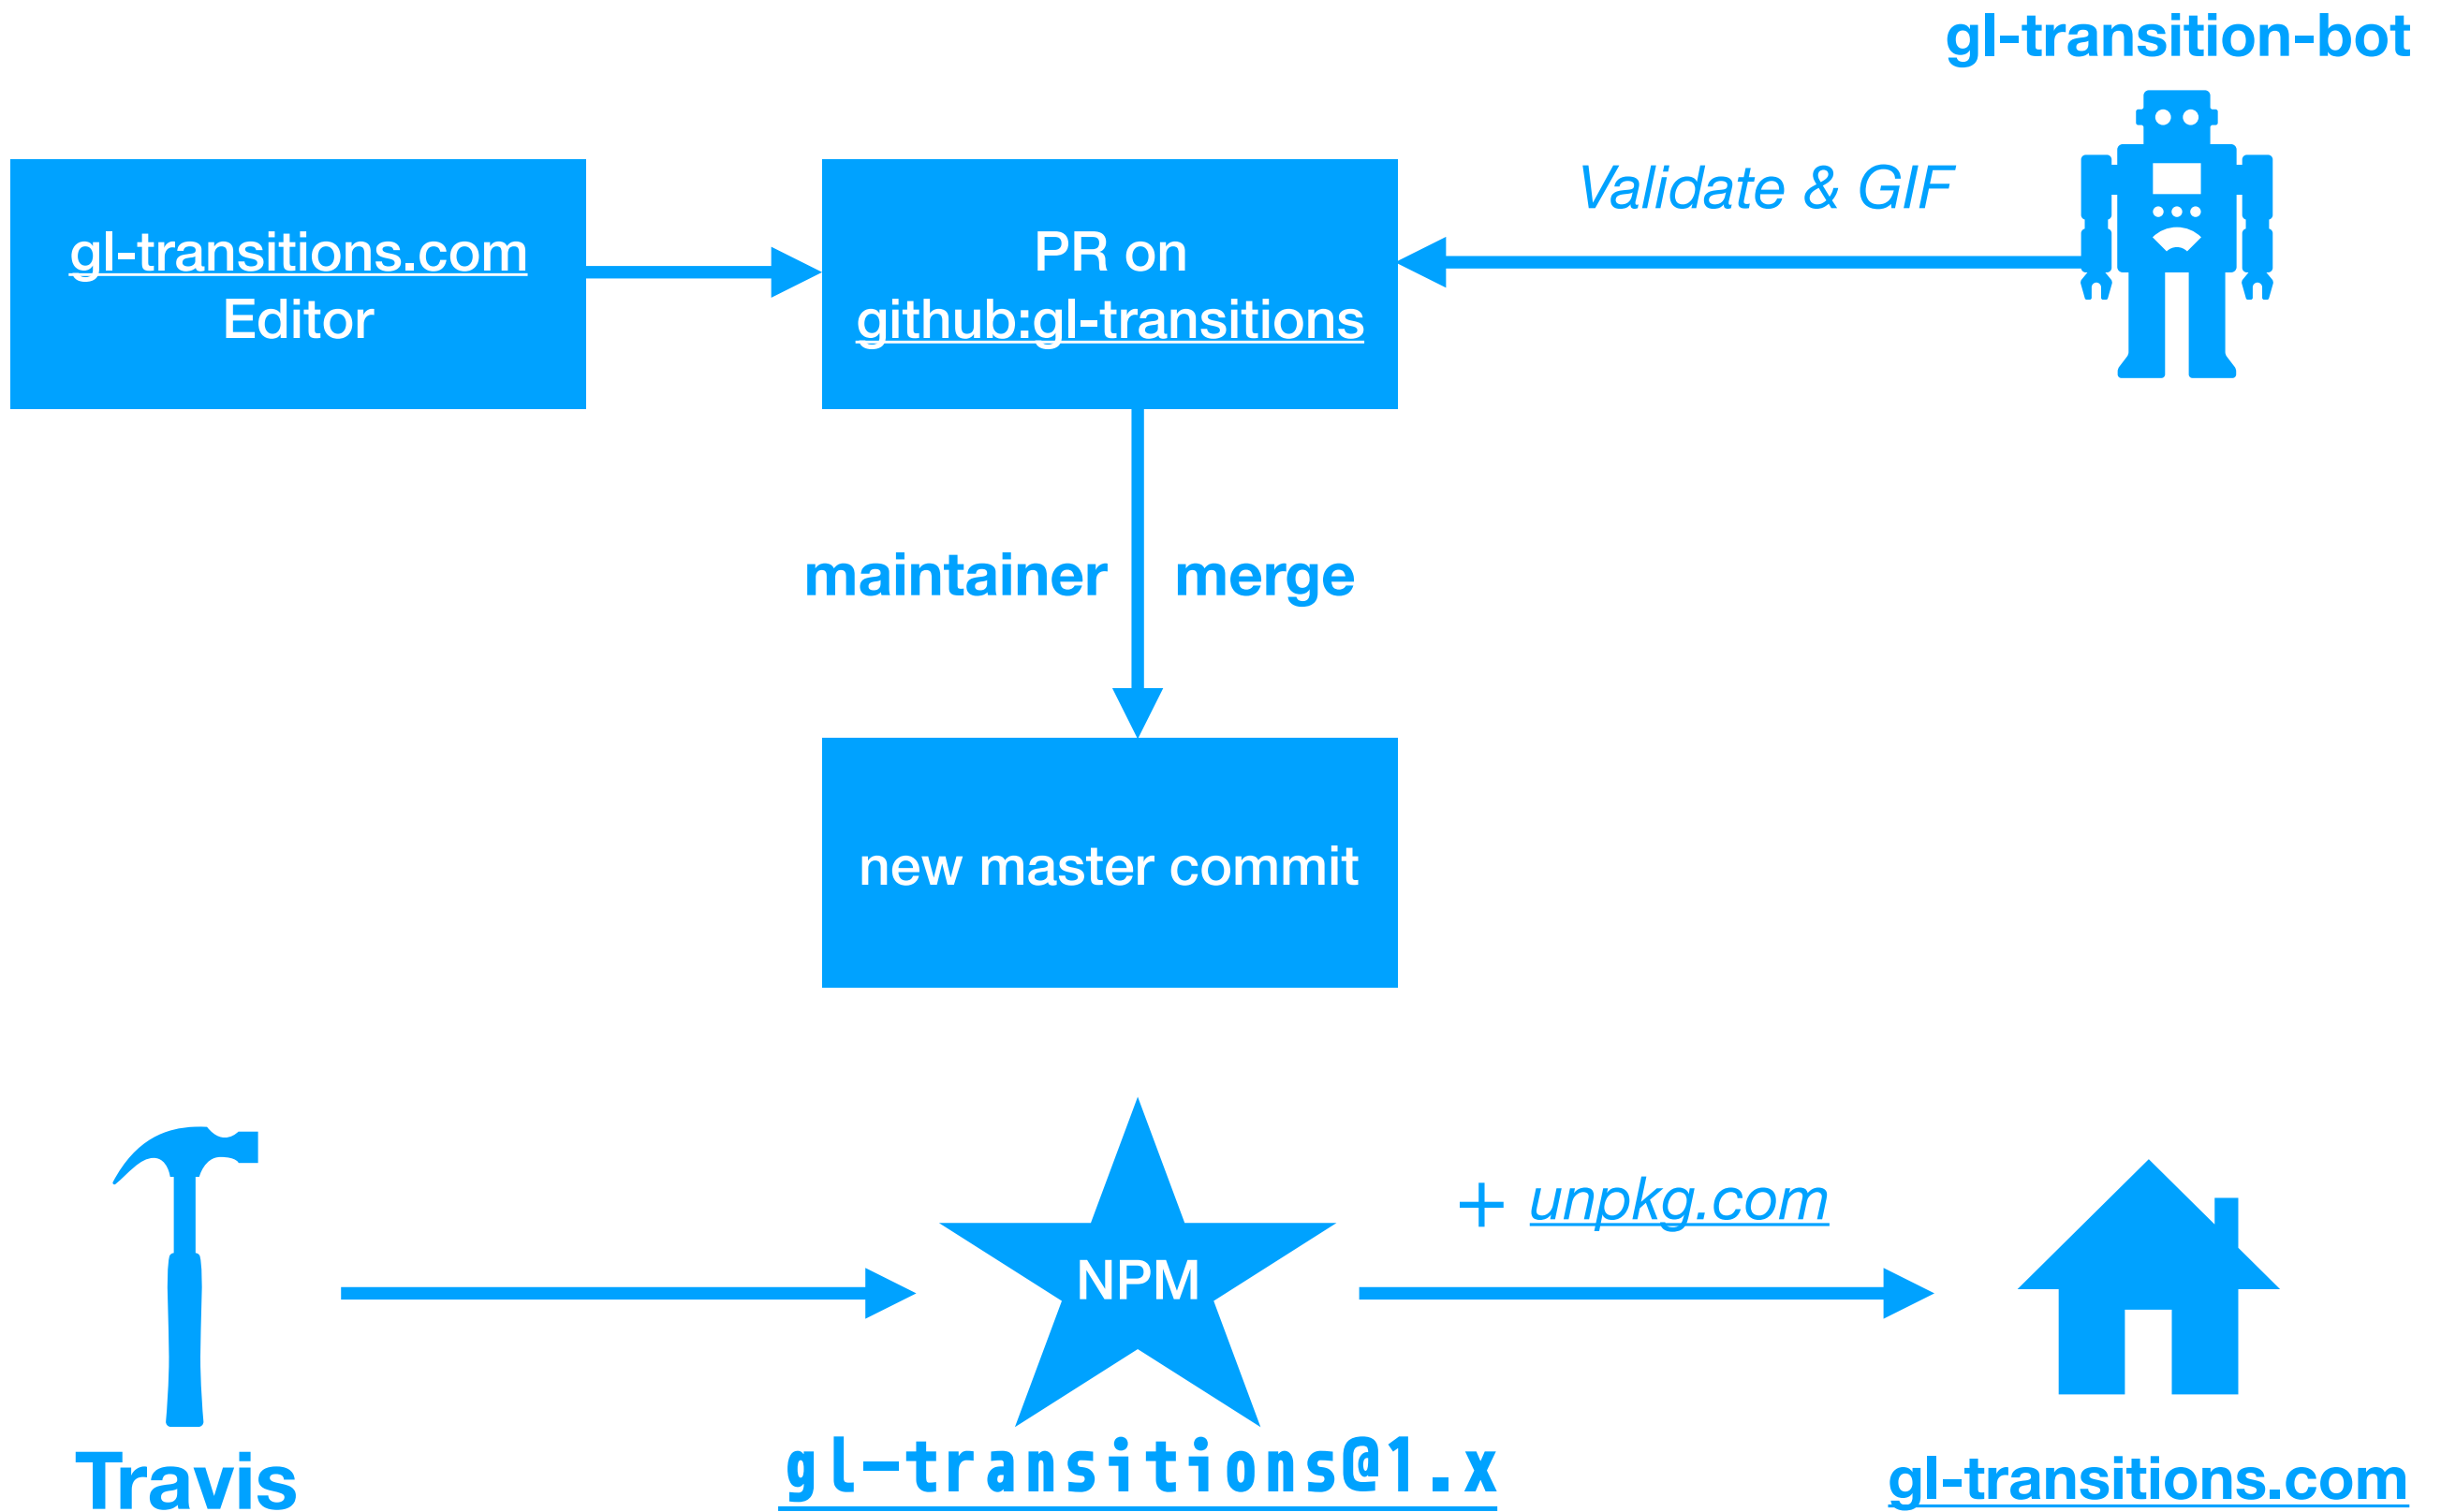 gl-transition-bot
gl-transitions.com
Editor
PR on
github:gl-transitions
Validate & GIF
maintainer merge
new master commit
+ unpkg.com
NPM
Travis
gl-transitions@1.x
gl-transitions.com